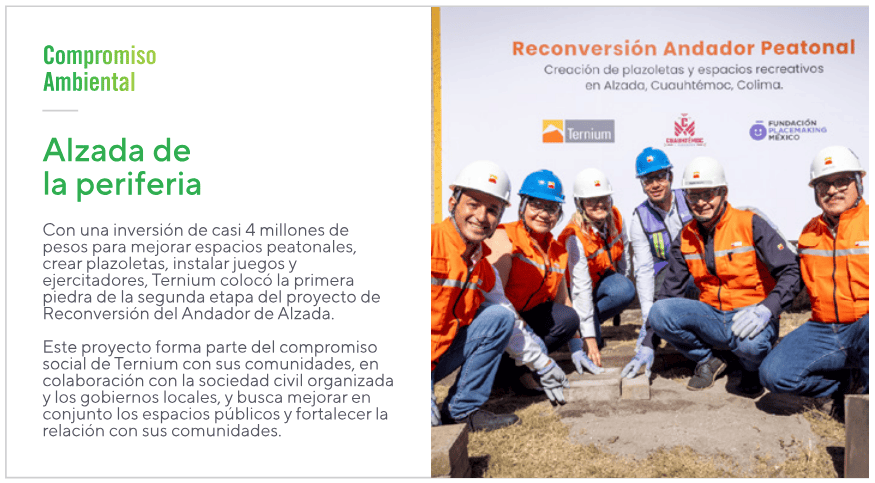 Compromiso
Ambiental
Alzada de
la periferia
Con una inversión de casi 4 millones de
pesos para mejorar espacios peatonales,
crear plazoletas, instalar juegos y
ejercitadores, Ternium colocó la primera
piedra de la segunda etapa del proyecto de
Reconversión del Andador de Alzada.
Este proyecto forma parte del compromiso
social de Ternium con sus comunidades, en
colaboración con la sociedad civil organizada
y los gobiernos locales, y busca mejorar en
conjunto los espacios públicos y fortalecer la
relación con sus comunidades.
Reconversión Andador Peatonal
Creación de plazoletas y espacios recreativos
en Alzada, Cuauhtémoc, Colima.
Ternium
CUAUHTÉMOC
FUNDACIÓN
PLACEMAKING
MÉXICO